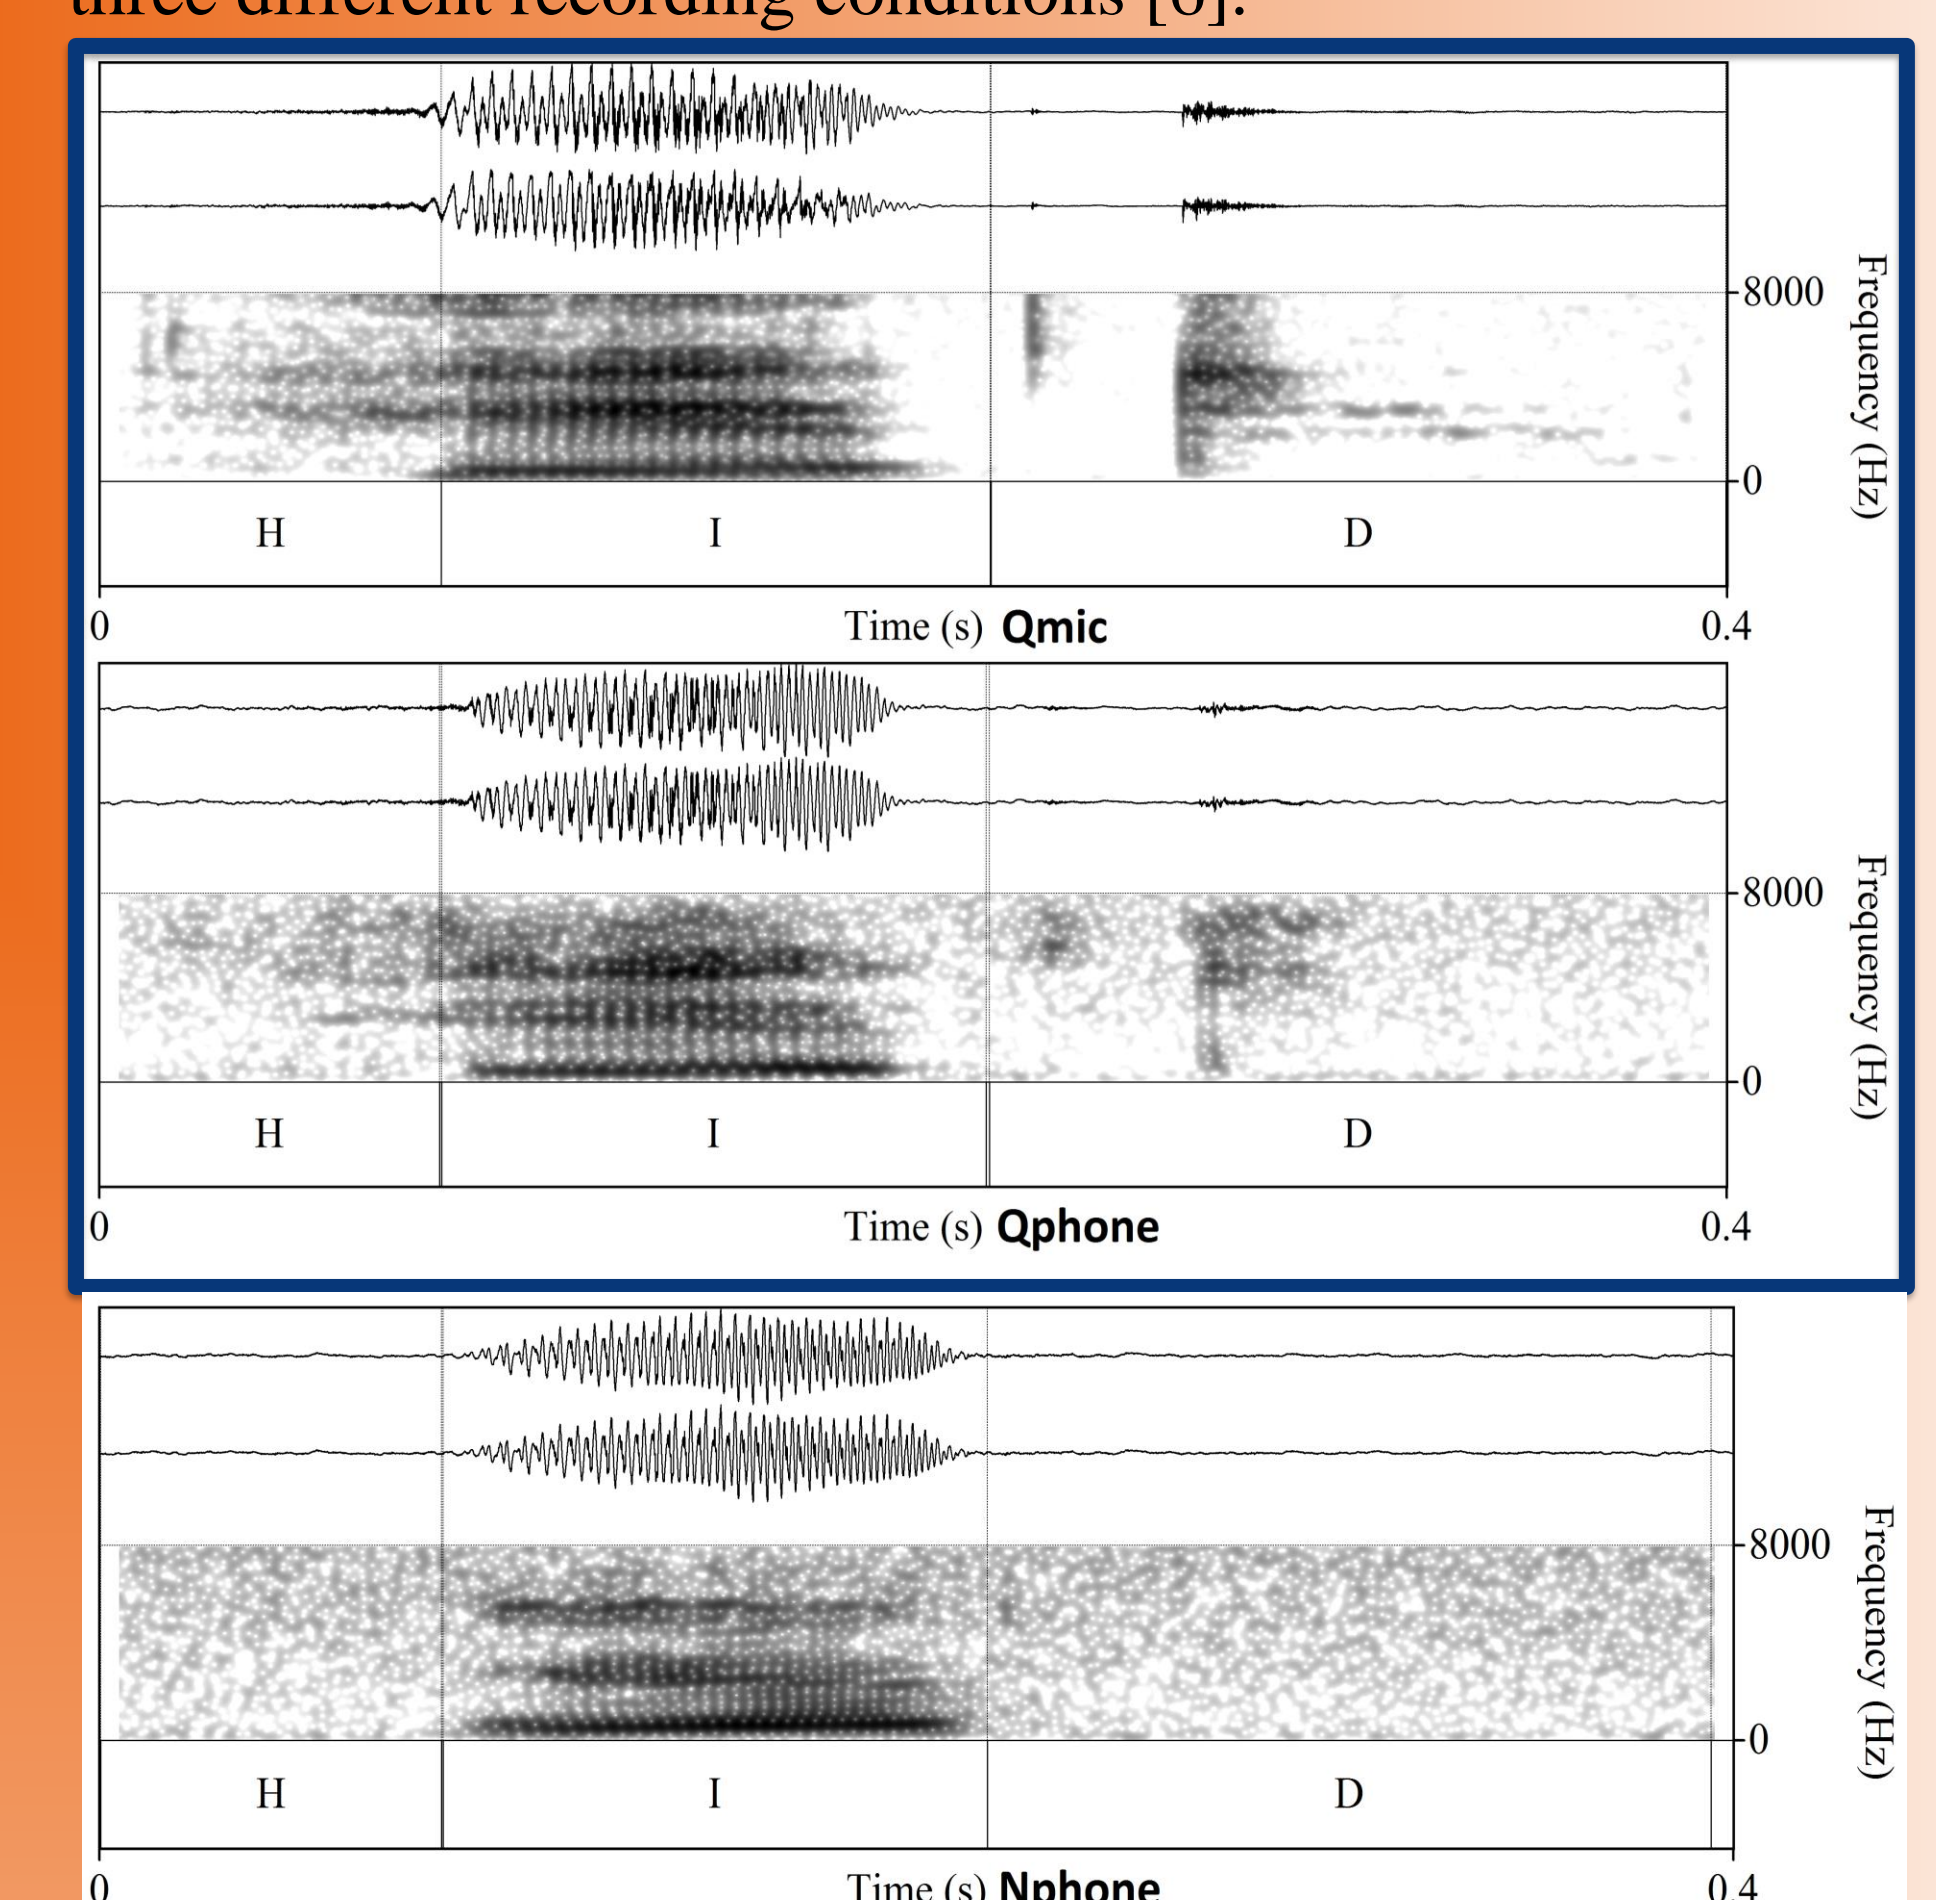 three different recording conditions [6].
8000
0
Frequency (Hz)
H I D
0 Time (s) Qmic 0.4
8000
0
Frequency (Hz)
H I D
0 Time (s) Qphone 0.4
8000
0
Frequency (Hz)
H I D
0 Time (s) Nphone 0.4